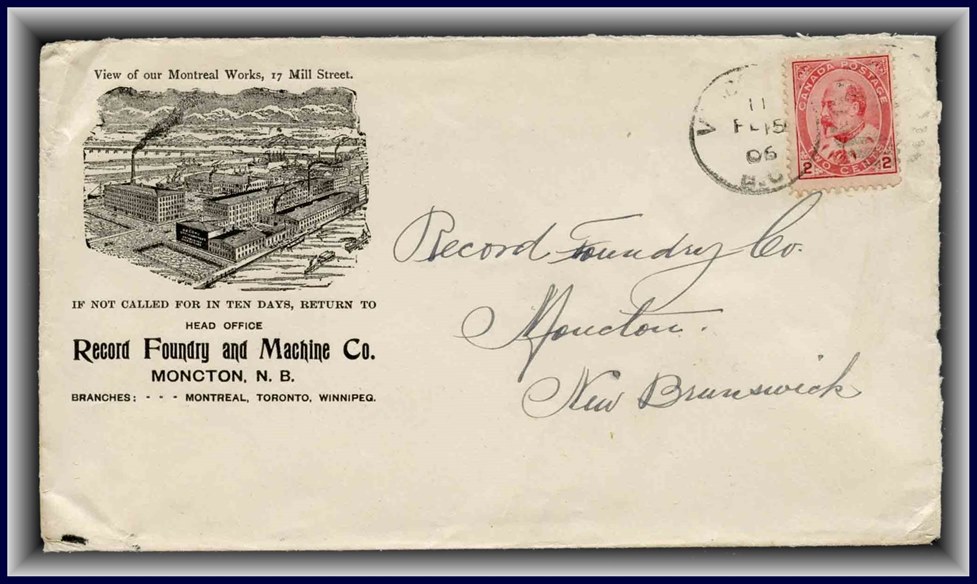 View of our Montreal Works, 17 Mill Street.
IF NOT CALLED FOR IN TEN DAYS, RETURN TO
HEAD OFFICE
Record Foundry and Machine Co.
MONCTON, N. B.
BRANCHES: - - - MONTREAL, TORONTO, WINNIPEG.
CANADA POSTAGE
2 TWO CENTS 2
11
FE 15
06
B.C.
Record Foundry Co.
Moncton.
New Brunswick